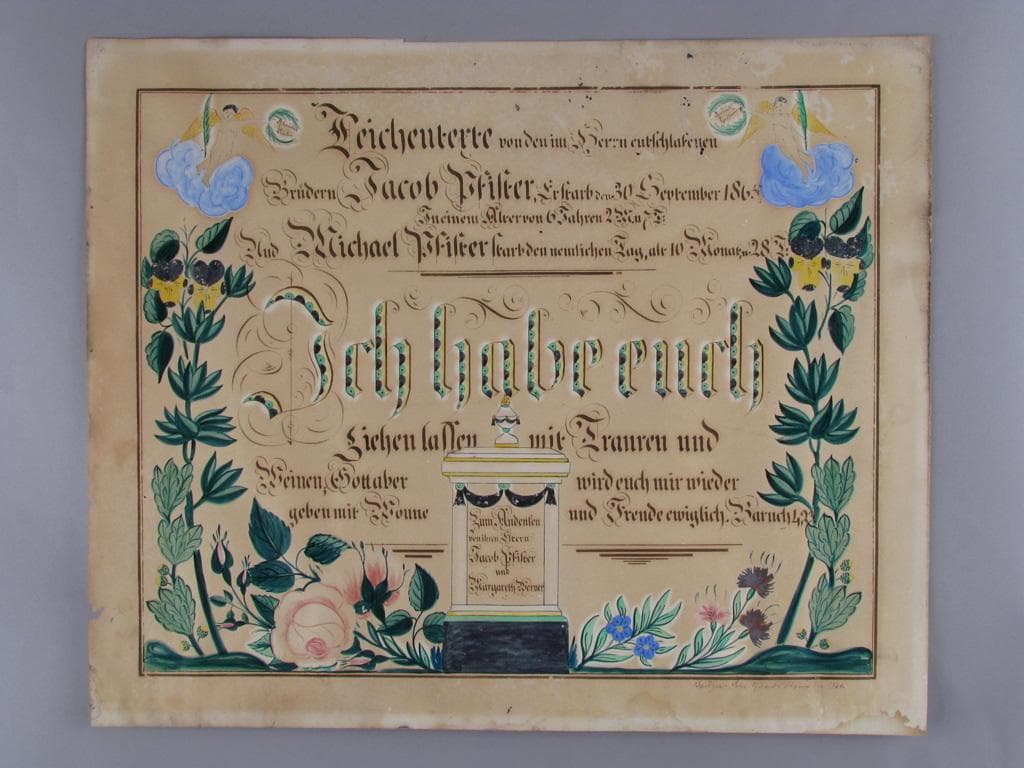 Leichentexte von den im Herrn entschlafenen
Brüdern Jacob Pfister, Er starb den 30 September 186
In einem Alter von 6 Jahren 2 M. u 7 T.
Und Michael Pfister starb den nemlichen Tag, alt 10 Monat u. 28 T.
Ich habe euch
Ziehen lassen mit Trauren und
Weinen, Gott aber wird euch mir wieder
geben mit Wonne und Freude ewiglich. Baruch 4,
Zum Andenken
von ihren Eltern
Jacob Pfister
und
Margareth Werner